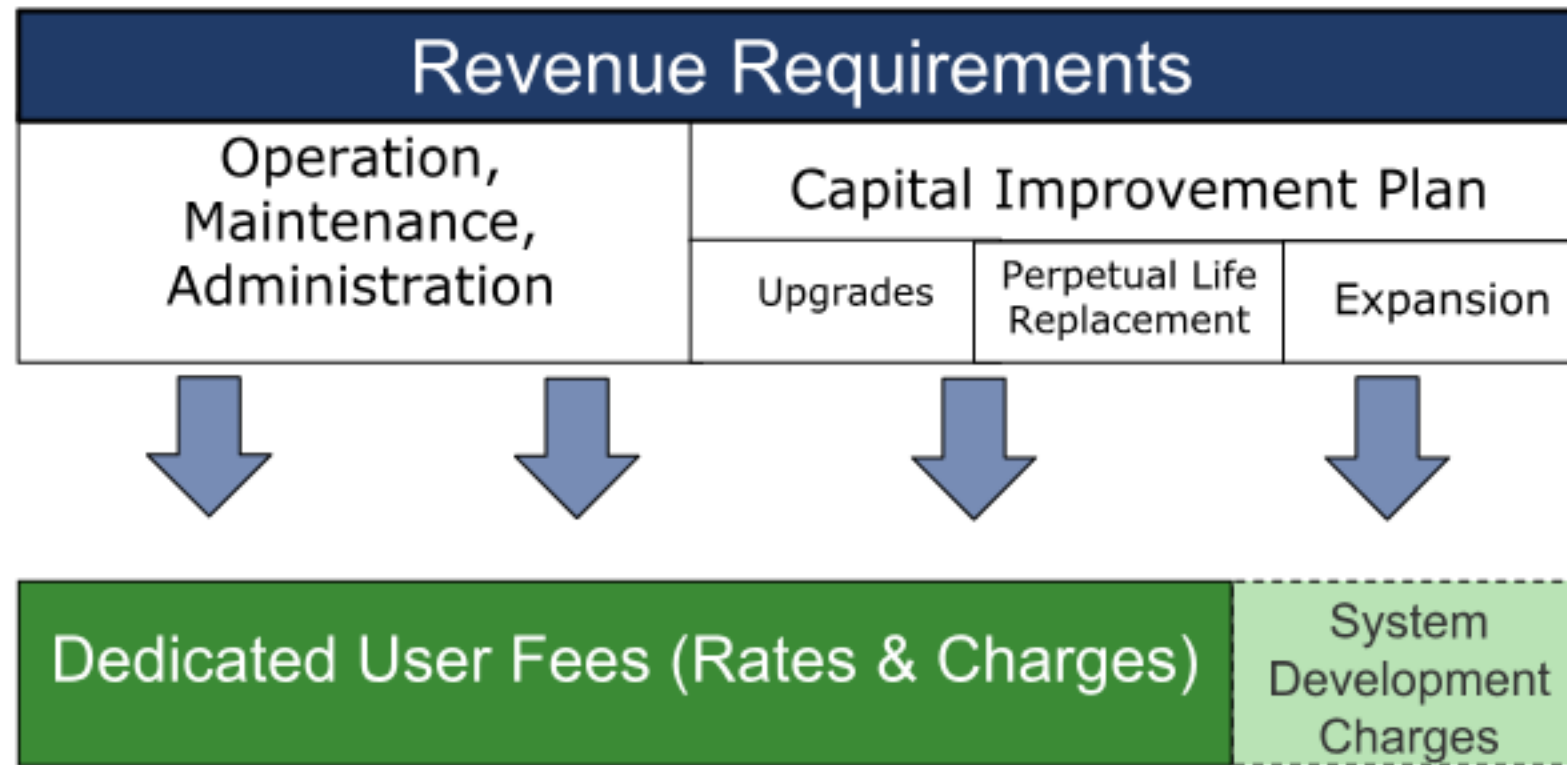 Revenue Requirements
Operation,
Maintenance,
Administration
Capital Improvement Plan
Upgrades
Perpetual Life
Replacement
Expansion
Dedicated User Fees (Rates & Charges)
System
Development
Charges